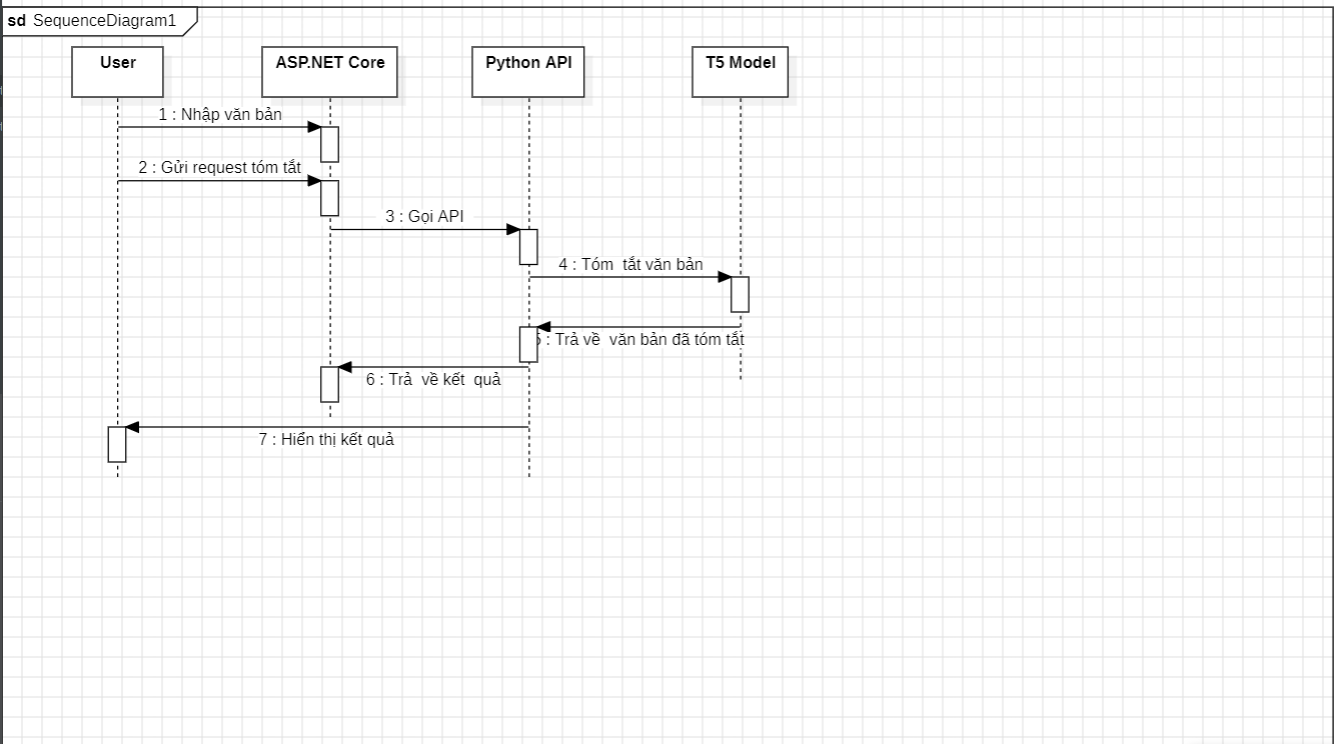 sd SequenceDiagram1
User
ASP.NET Core
Python API
T5 Model
1 : Nhập văn bản
2 : Gửi request tóm tắt
3 : Gọi API
4 : Tóm  tắt văn bản
5 : Trả về  văn bản đã tóm tắt
6 : Trả  về kết  quả
7 : Hiển thị kết quả